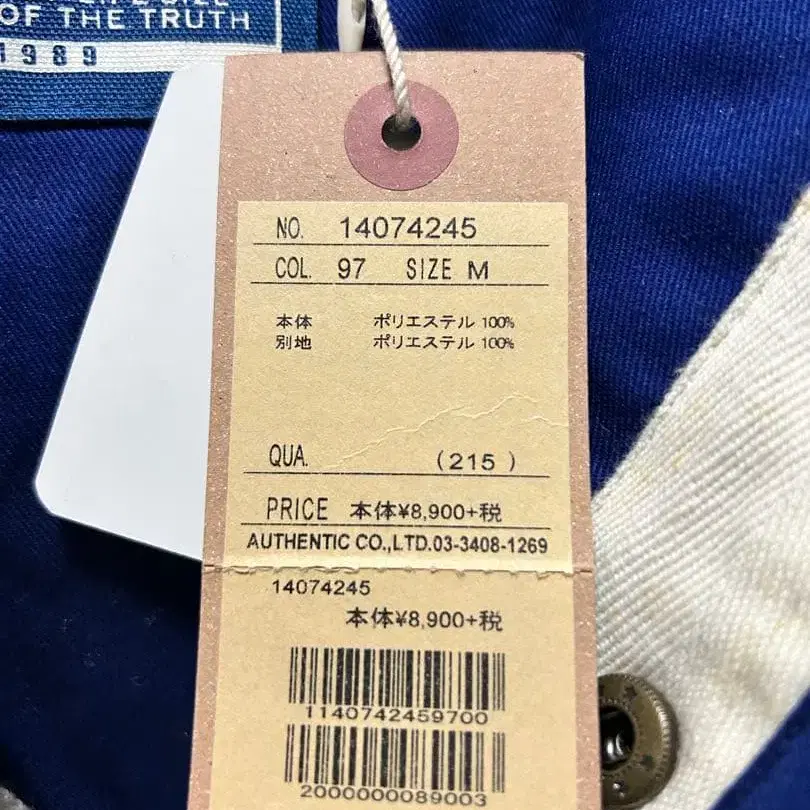 OF THE TRUTH
1989
NO. 14074245
COL. 97 SIZE M
本体 ポリエステル 100%
別地 ポリエステル 100%
QUA. (215 )
PRICE 本体¥8,900+税
AUTHENTIC CO.,LTD.03-3408-1269
14074245
本体¥8,900+税
1140742459700
2000000089003